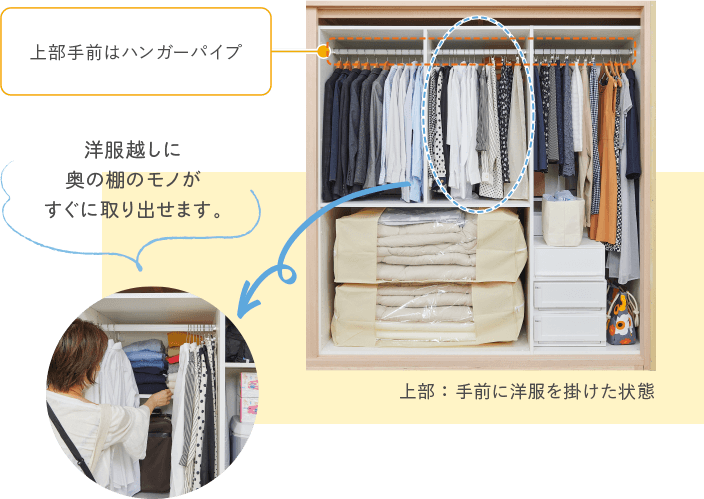 上部手前はハンガーパイプ
洋服越しに
奥の棚のモノが
すぐに取り出せます。
上部：手前に洋服を掛けた状態